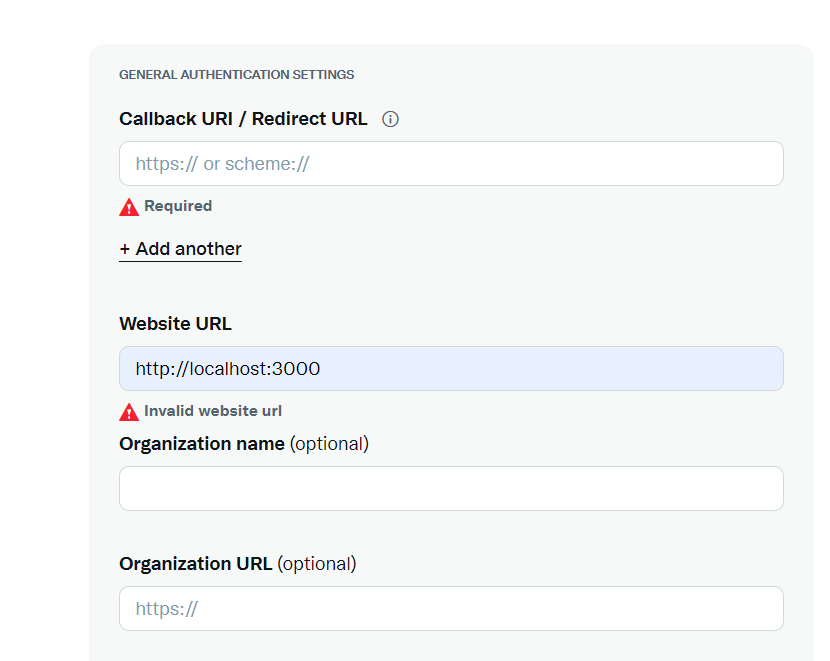 GENERAL AUTHENTICATION SETTINGS
Callback URI / Redirect URL
https:// or scheme://
Required
+ Add another
Website URL
http://localhost:3000
Invalid website url
Organization name (optional)
Organization URL (optional)
https://